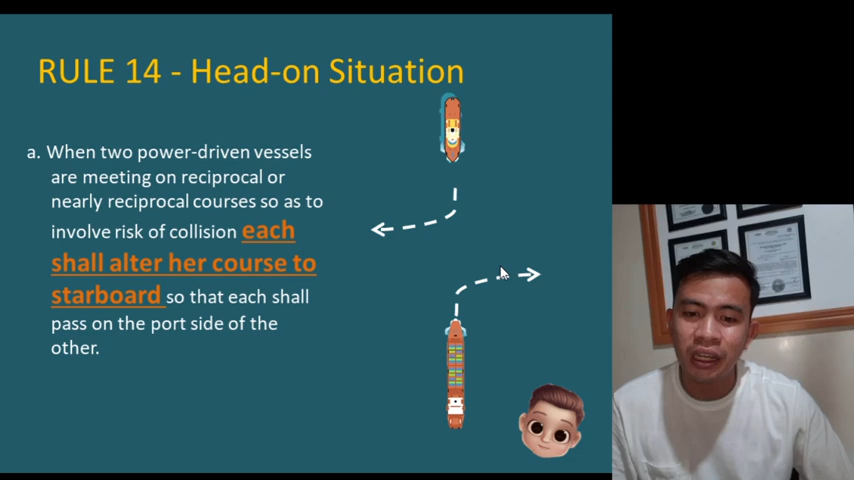 RULE 14 - Head-on Situation
a. When two power-driven vessels
are meeting on reciprocal or
nearly reciprocal courses so as to
involve risk of collision each
shall alter her course to
starboard so that each shall
pass on the port side of the
other.